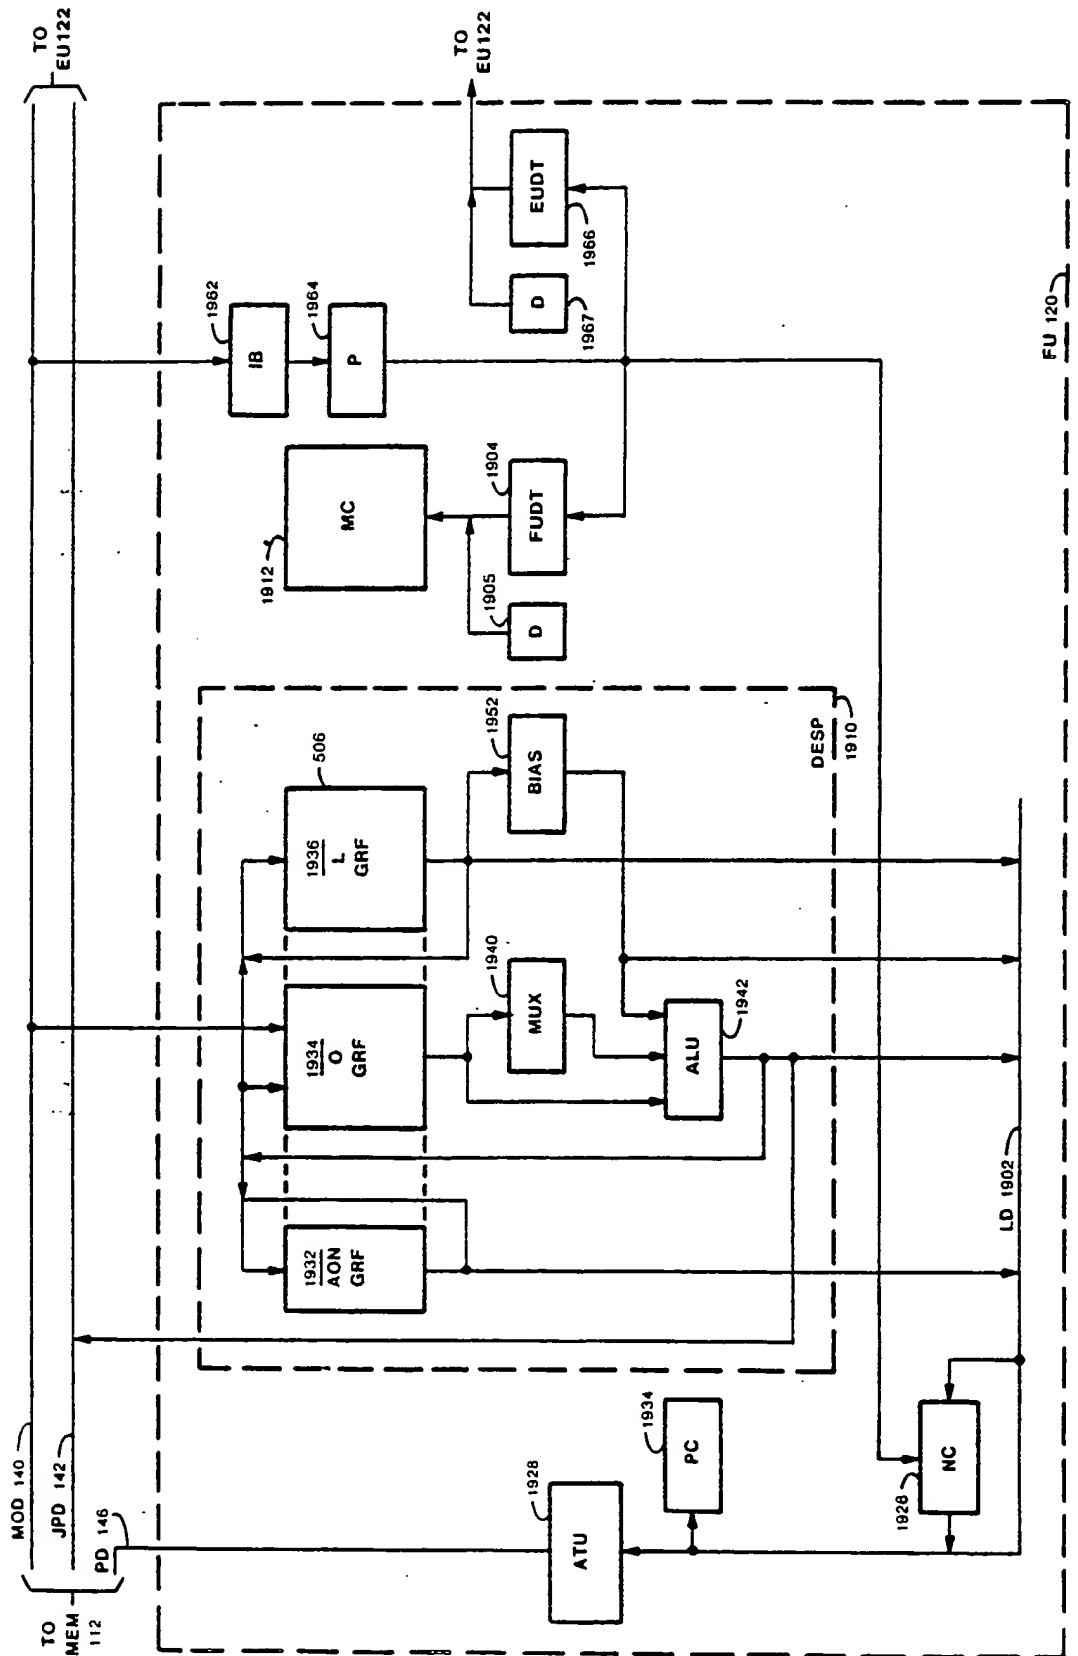 TO
EU122
MOD 140
JPD 142
PD 146
TO
MEM
112
TO
EU122
1962
IB
1964
P
EUDT
1966
D
1967
1912
MC
1904
FUDT
1905
D
FU 120
506
1936
L
GRF
1934
O
GRF
1932
AON
GRF
1952
BIAS
1940
MUX
1942
ALU
DESP
1910
1934
PC
1928
ATU
1928
NC
LD 1902